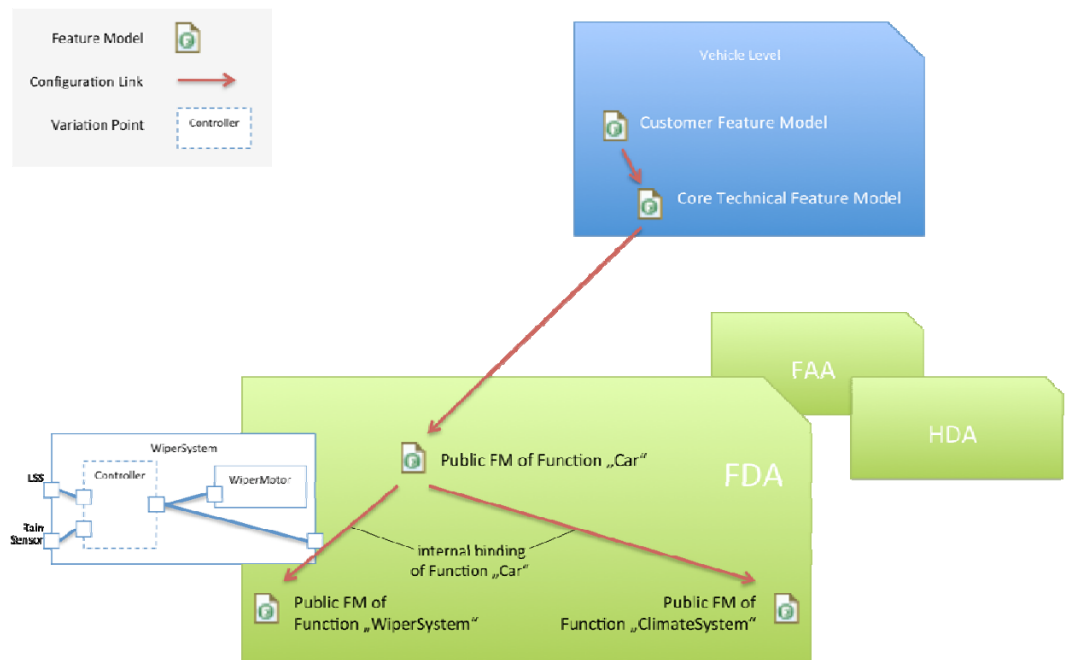 Feature Model
Configuration Link
Variation Point
Controller
Vehicle Level
Customer Feature Model
Core Technical Feature Model
FAA
HDA
FDA
Public FM of Function „Car“
WiperSystem
Controller
WiperMotor
LSS
Rain
Sensor
internal binding
of Function „Car“
Public FM of
Function „WiperSystem“
Public FM of
Function „ClimateSystem“